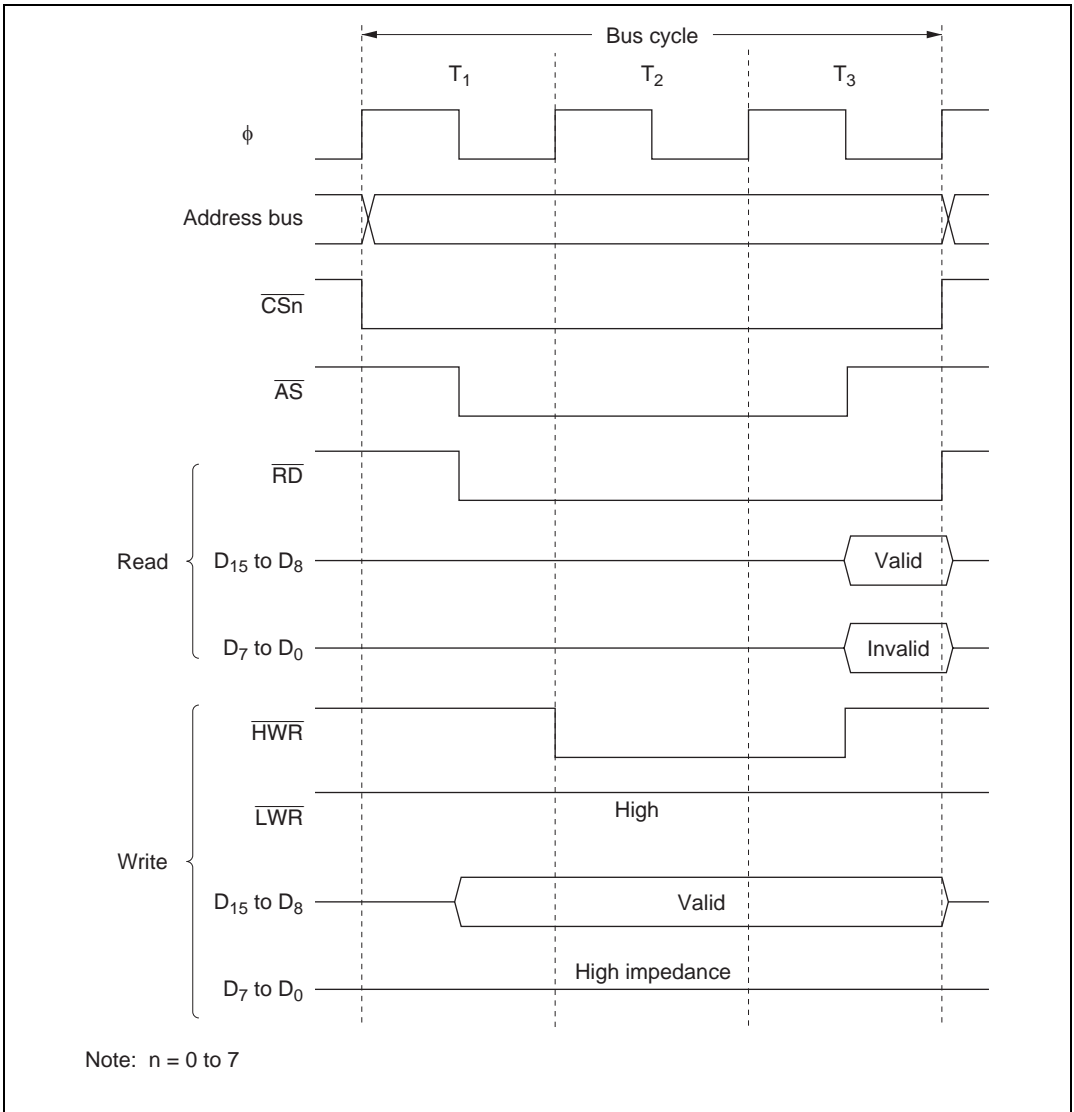 Bus cycle
T₁ T₂ T₃
ϕ
Address bus
CSn
AS
RD
Read
D₁₅ to D₈ Valid
D₇ to D₀ Invalid
HWR
LWR High
Write
D₁₅ to D₈ Valid
D₇ to D₀ High impedance
Note: n = 0 to 7